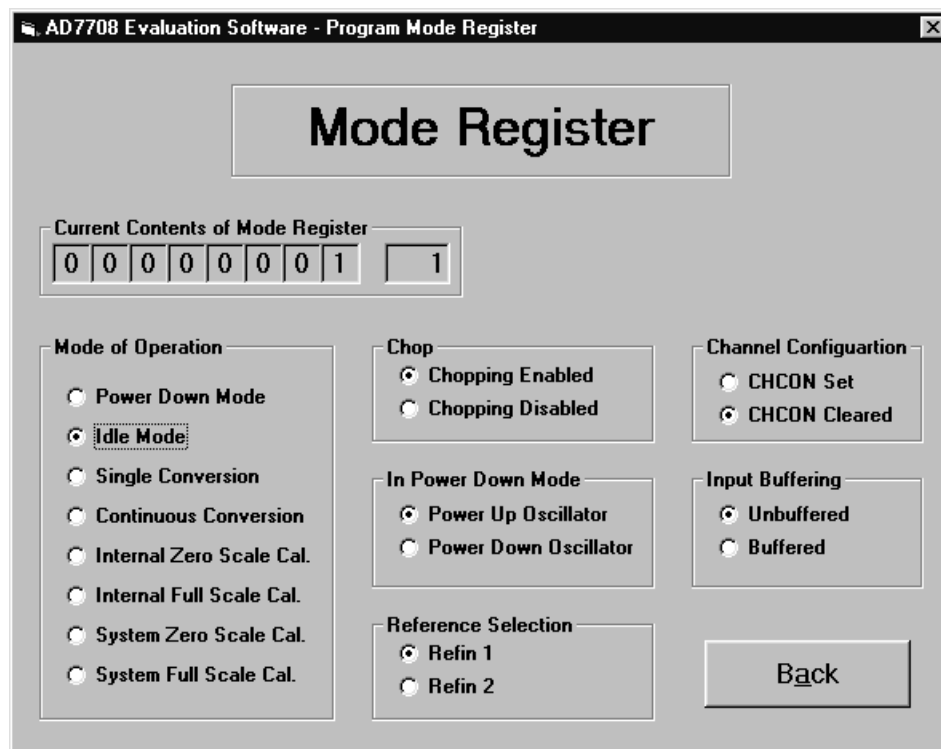 AD7708 Evaluation Software - Program Mode Register
Mode Register
Current Contents of Mode Register
0 0 0 0 0 0 0 1 1
Mode of Operation
Power Down Mode
Idle Mode
Single Conversion
Continuous Conversion
Internal Zero Scale Cal.
Internal Full Scale Cal.
System Zero Scale Cal.
System Full Scale Cal.
Chop
Chopping Enabled
Chopping Disabled
In Power Down Mode
Power Up Oscillator
Power Down Oscillator
Reference Selection
Refin 1
Refin 2
Channel Configuartion
CHCON Set
CHCON Cleared
Input Buffering
Unbuffered
Buffered
Back